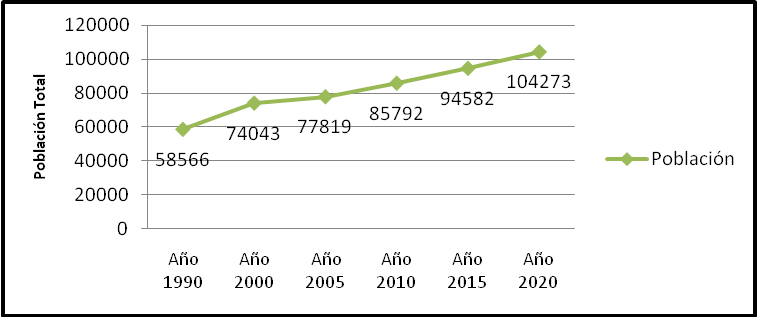 120000
100000
80000
60000
40000
20000
0
Población Total
58566
74043
77819
85792
94582
104273
Año
1990
Año
2000
Año
2005
Año
2010
Año
2015
Año
2020
Población